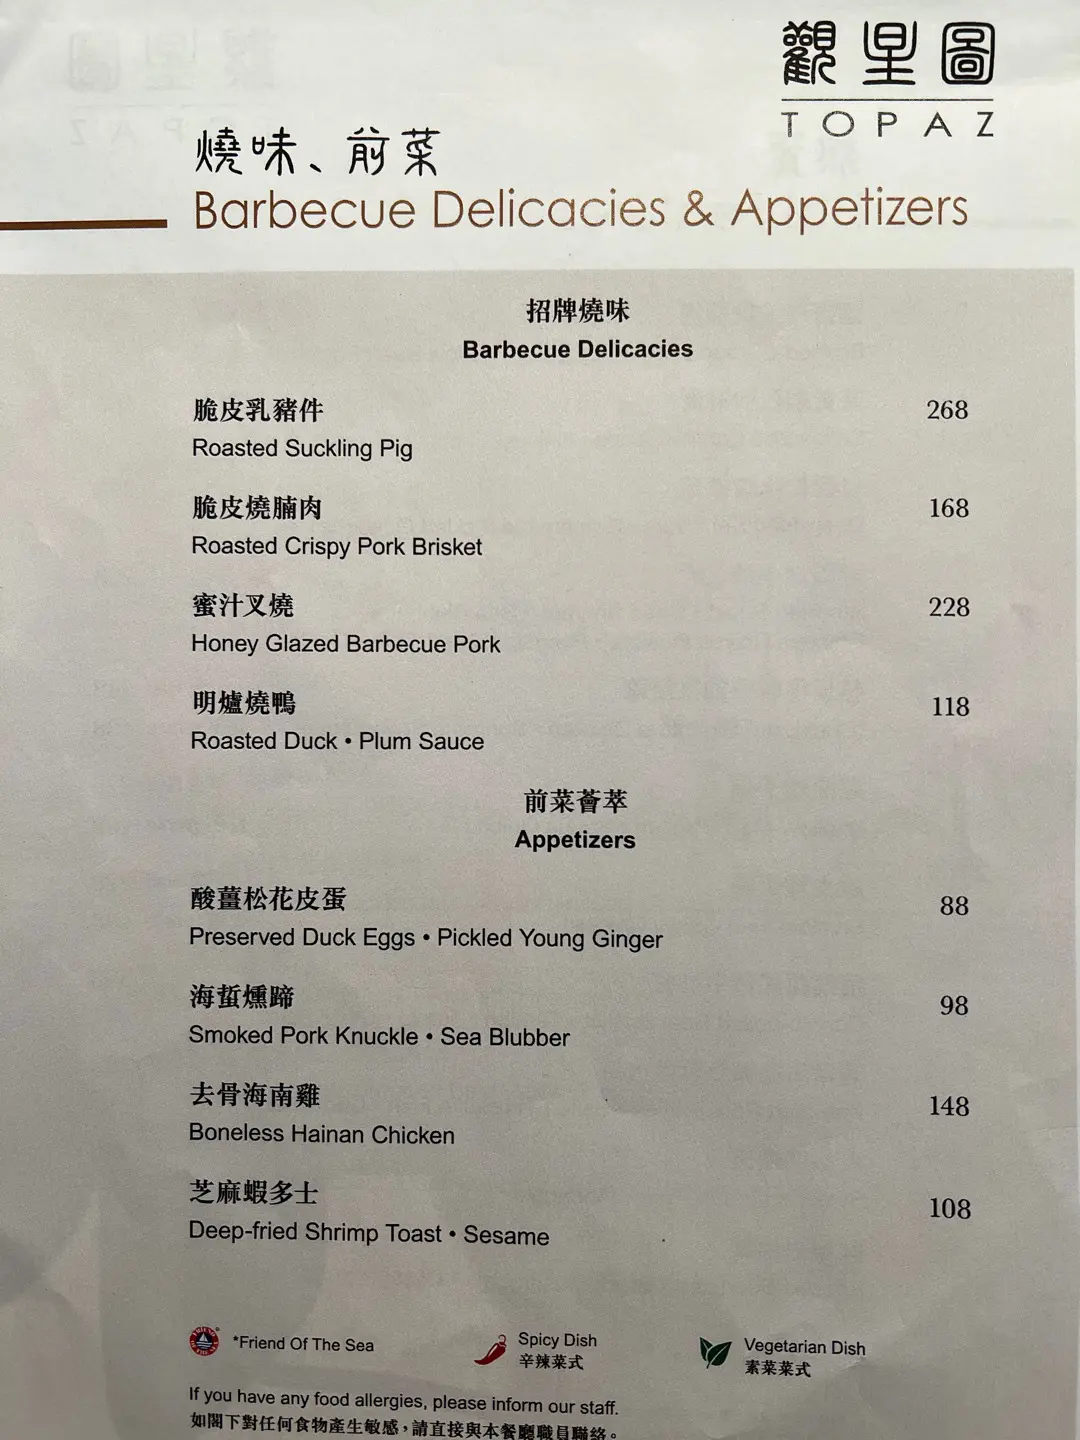 觀星圖
TOPAZ
燒味、前菜
Barbecue Delicacies & Appetizers
招牌燒味
Barbecue Delicacies
脆皮乳豬件 268
Roasted Suckling Pig
脆皮燒腩肉 168
Roasted Crispy Pork Brisket
蜜汁叉燒 228
Honey Glazed Barbecue Pork
明爐燒鴨 118
Roasted Duck • Plum Sauce
前菜薈萃
Appetizers
酸薑松花皮蛋 88
Preserved Duck Eggs • Pickled Young Ginger
海蜇燻蹄 98
Smoked Pork Knuckle • Sea Blubber
去骨海南雞 148
Boneless Hainan Chicken
芝麻蝦多士 108
Deep-fried Shrimp Toast • Sesame
*Friend Of The Sea
Spicy Dish
辛辣菜式
Vegetarian Dish
素菜菜式
If you have any food allergies, please inform our staff.
如閣下對任何食物產生敏感，請直接與本餐廳職員聯絡。